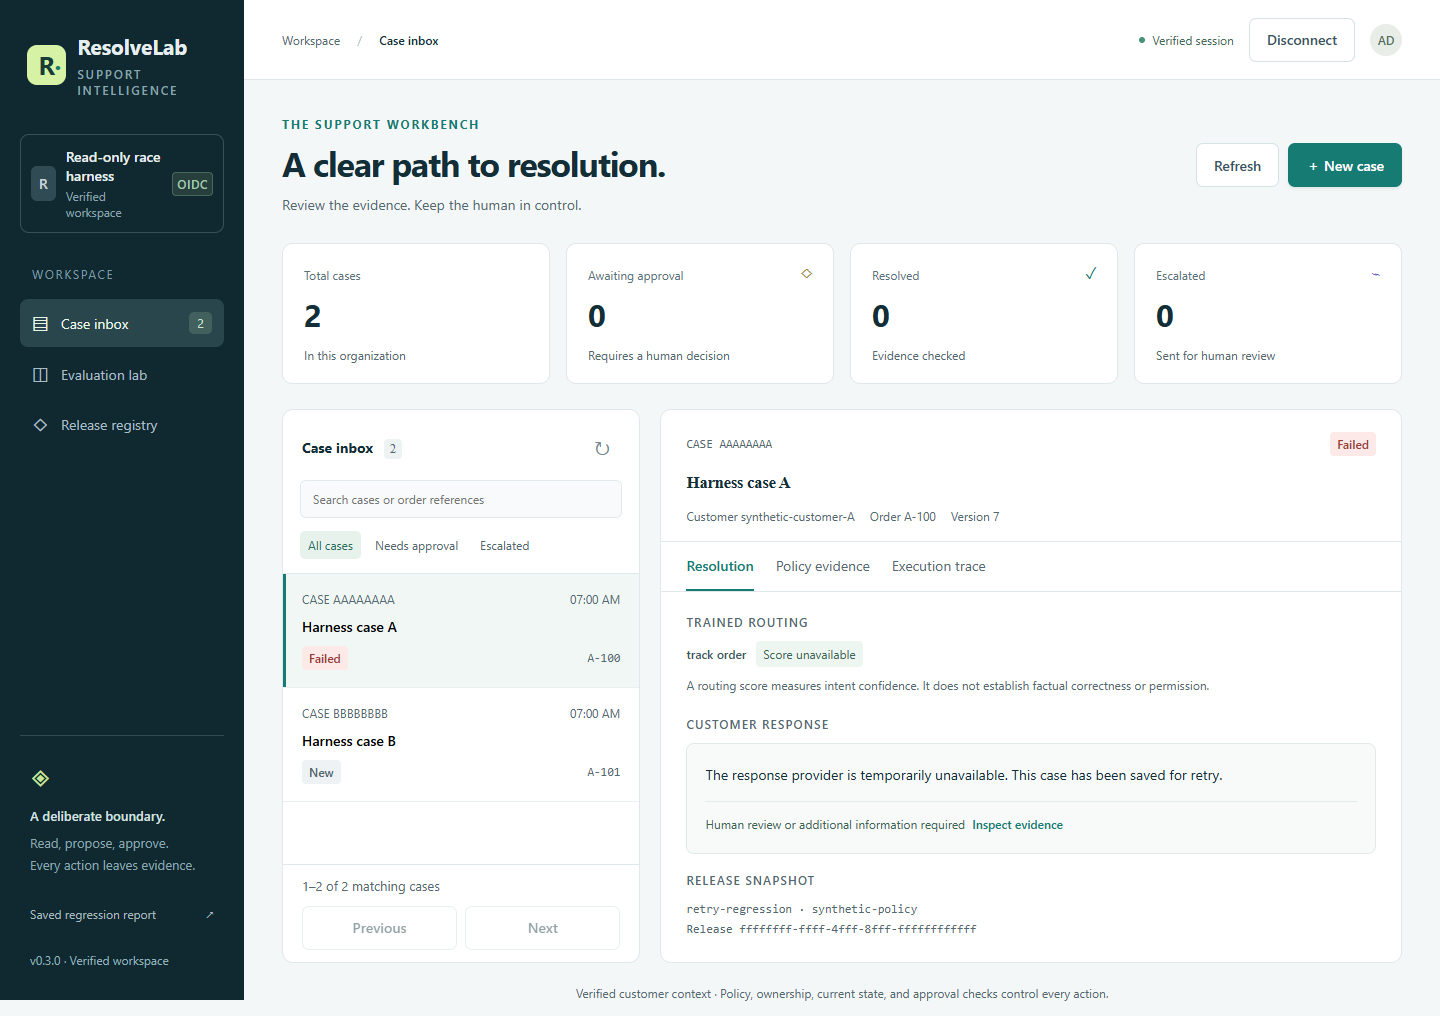 R
ResolveLab
SUPPORT
INTELLIGENCE
R
Read-only race
harness
Verified
workspace
OIDC
WORKSPACE
Case inbox 2
Evaluation lab
Release registry
A deliberate boundary.
Read, propose, approve.
Every action leaves evidence.
Saved regression report ↗
v0.3.0 · Verified workspace
Workspace / Case inbox
Verified session
Disconnect
AD
THE SUPPORT WORKBENCH
A clear path to resolution.
Review the evidence. Keep the human in control.
Refresh
+ New case
Total cases
2
In this organization
Awaiting approval
0
Requires a human decision
Resolved
0
Evidence checked
Escalated
0
Sent for human review
Case inbox 2
Search cases or order references
All cases Needs approval Escalated
CASE AAAAAAAA 07:00 AM
Harness case A
Failed A-100
CASE BBBBBBBB 07:00 AM
Harness case B
New A-101
1–2 of 2 matching cases
Previous Next
CASE AAAAAAAA Failed
Harness case A
Customer synthetic-customer-A Order A-100 Version 7
Resolution Policy evidence Execution trace
TRAINED ROUTING
track order Score unavailable
A routing score measures intent confidence. It does not establish factual correctness or permission.
CUSTOMER RESPONSE
The response provider is temporarily unavailable. This case has been saved for retry.
Human review or additional information required Inspect evidence
RELEASE SNAPSHOT
retry-regression · synthetic-policy
Release ffffffff-ffff-4fff-8fff-ffffffffffff
Verified customer context · Policy, ownership, current state, and approval checks control every action.